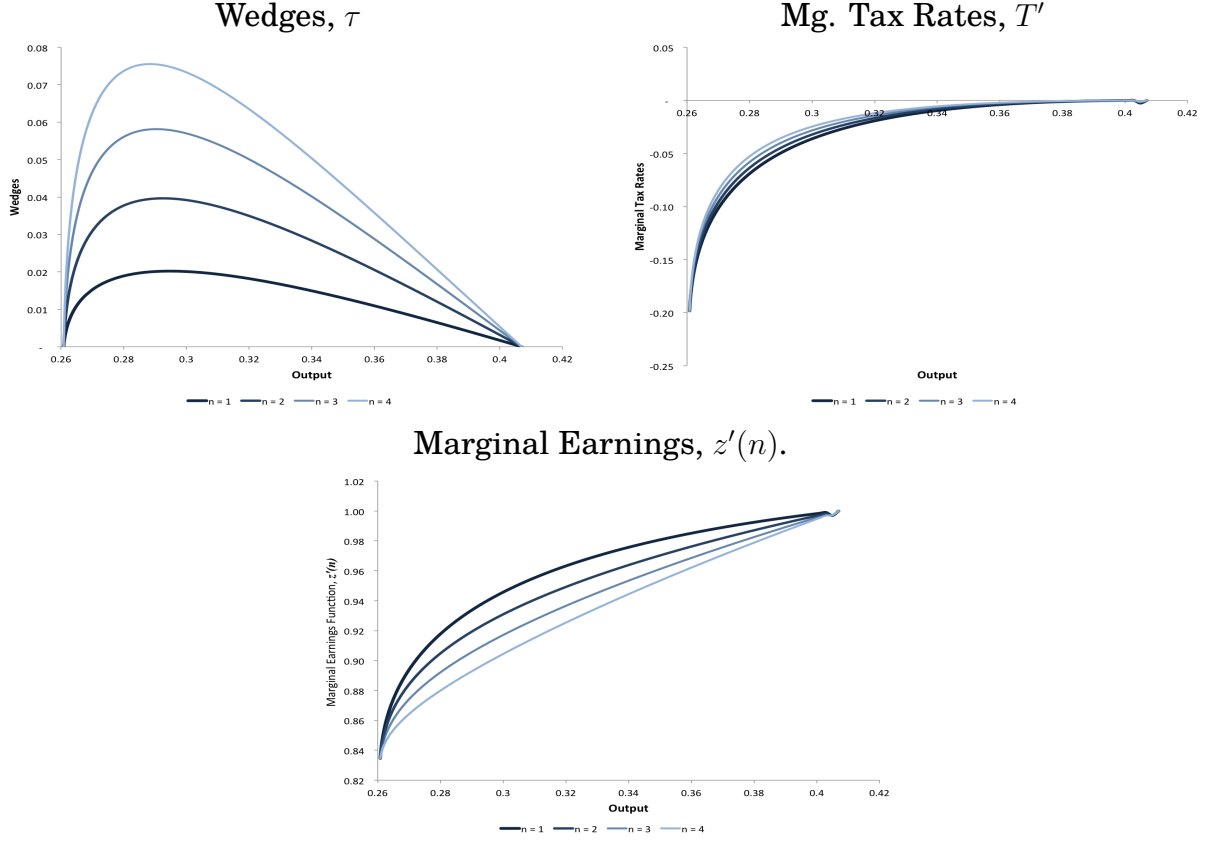 Wedges, τ
0.08
0.07
0.06
0.05
0.04
0.03
0.02
0.01
-
Wedges
0.26 0.28 0.3 0.32 0.34 0.36 0.38 0.4 0.42
Output
n = 1 n = 2 n = 3 n = 4
Mg. Tax Rates, T′
0.05
-
-0.05
-0.10
-0.15
-0.20
-0.25
Marginal Tax Rates
0.26 0.28 0.3 0.32 0.34 0.36 0.38 0.4 0.42
Output
n = 1 n = 2 n = 3 n = 4
Marginal Earnings, z′(n).
1.02
1.00
0.98
0.96
0.94
0.92
0.90
0.88
0.86
0.84
0.82
Marginal Earnings Function, z'(n)
0.26 0.28 0.3 0.32 0.34 0.36 0.38 0.4 0.42
Output
n = 1 n = 2 n = 3 n = 4